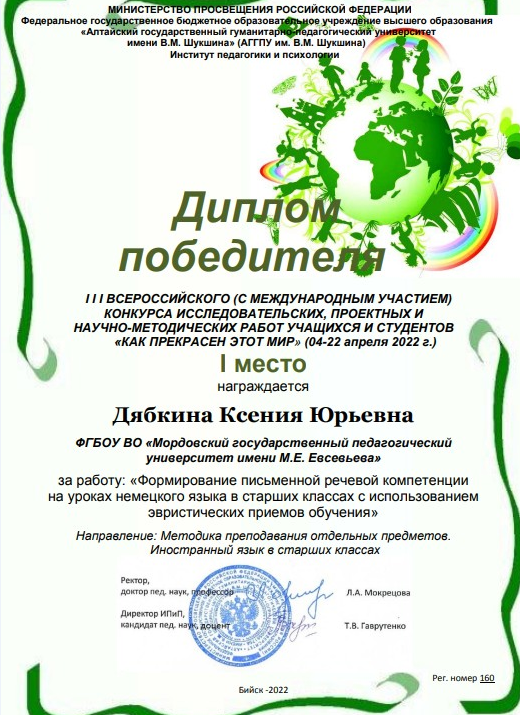 МИНИСТЕРСТВО ПРОСВЕЩЕНИЯ РОССИЙСКОЙ ФЕДЕРАЦИИ
Федеральное государственное бюджетное образовательное учреждение высшего образования
«Алтайский государственный гуманитарно-педагогический университет
имени В.М. Шукшина» (АГГПУ им. В.М. Шукшина)
Институт педагогики и психологии
Диплом
победителя
I I I ВСЕРОССИЙСКОГО (С МЕЖДУНАРОДНЫМ УЧАСТИЕМ)
КОНКУРСА ИССЛЕДОВАТЕЛЬСКИХ, ПРОЕКТНЫХ И
НАУЧНО-МЕТОДИЧЕСКИХ РАБОТ УЧАЩИХСЯ И СТУДЕНТОВ
«КАК ПРЕКРАСЕН ЭТОТ МИР» (04-22 апреля 2022 г.)
I место
награждается
Дябкина Ксения Юрьевна
ФГБОУ ВО «Мордовский государственный педагогический
университет имени М.Е. Евсевьева»
за работу: «Формирование письменной речевой компетенции
на уроках немецкого языка в старших классах с использованием
эвристических приемов обучения»
Направление: Методика преподавания отдельных предметов.
Иностранный язык в старших классах
Ректор,
доктор пед. наук, профессор Л.А. Мокрецова
Директор ИПиП,
кандидат пед. наук, доцент Т.В. Гаврутенко
Рег. номер 160
Бийск -2022